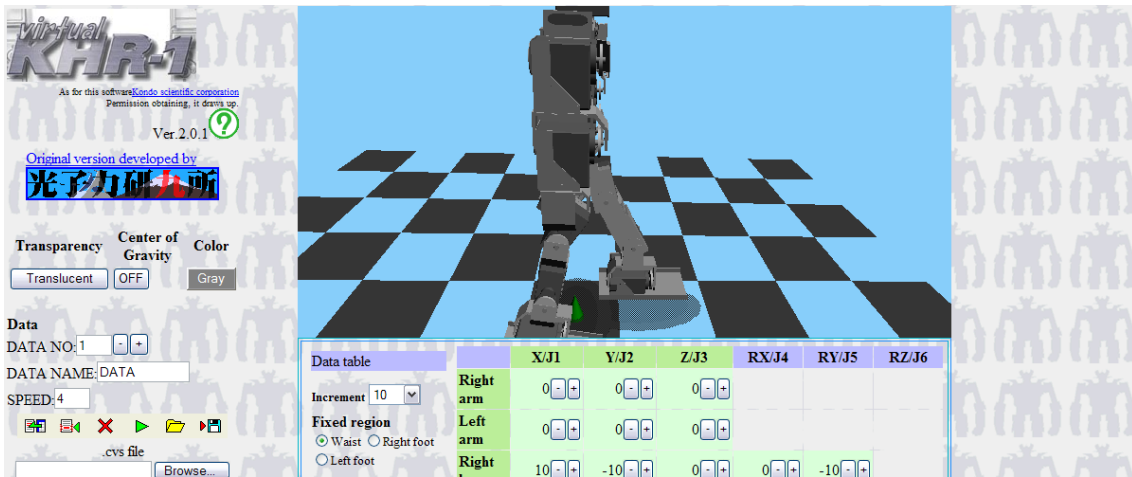 virtual
KHR-1
As for this software Kondo scientific corporation
Permission obtaining, it draws up.
Ver.2.0.1
?
Original version developed by
光子力研九所
Transparency Center of Gravity Color
Translucent OFF Gray
Data
DATA NO: 1 - +
DATA NAME: DATA
SPEED: 4
.cvs file
Browse...
Data table X/J1 Y/J2 Z/J3 RX/J4 RY/J5 RZ/J6
Increment 10
Fixed region
Waist Right foot
Left foot
Right arm 0 - + 0 - + 0 - +
Left arm 0 - + 0 - + 0 - +
Right 10 - + -10 - + 0 - + 0 - + -10 - +